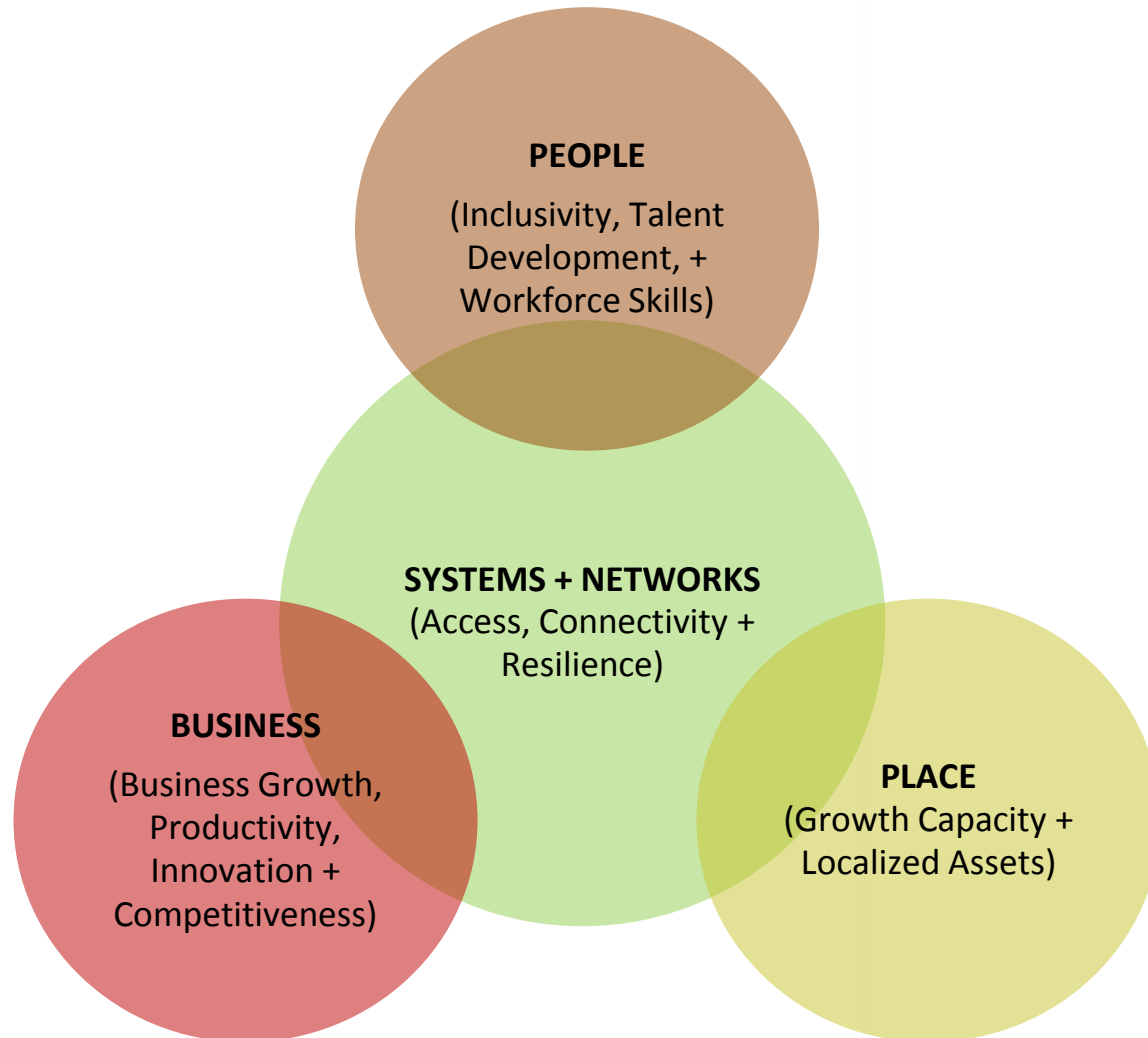 PEOPLE
(Inclusivity, Talent
Development, +
Workforce Skills)
SYSTEMS + NETWORKS
(Access, Connectivity +
Resilience)
BUSINESS
(Business Growth,
Productivity,
Innovation +
Competitiveness)
PLACE
(Growth Capacity +
Localized Assets)